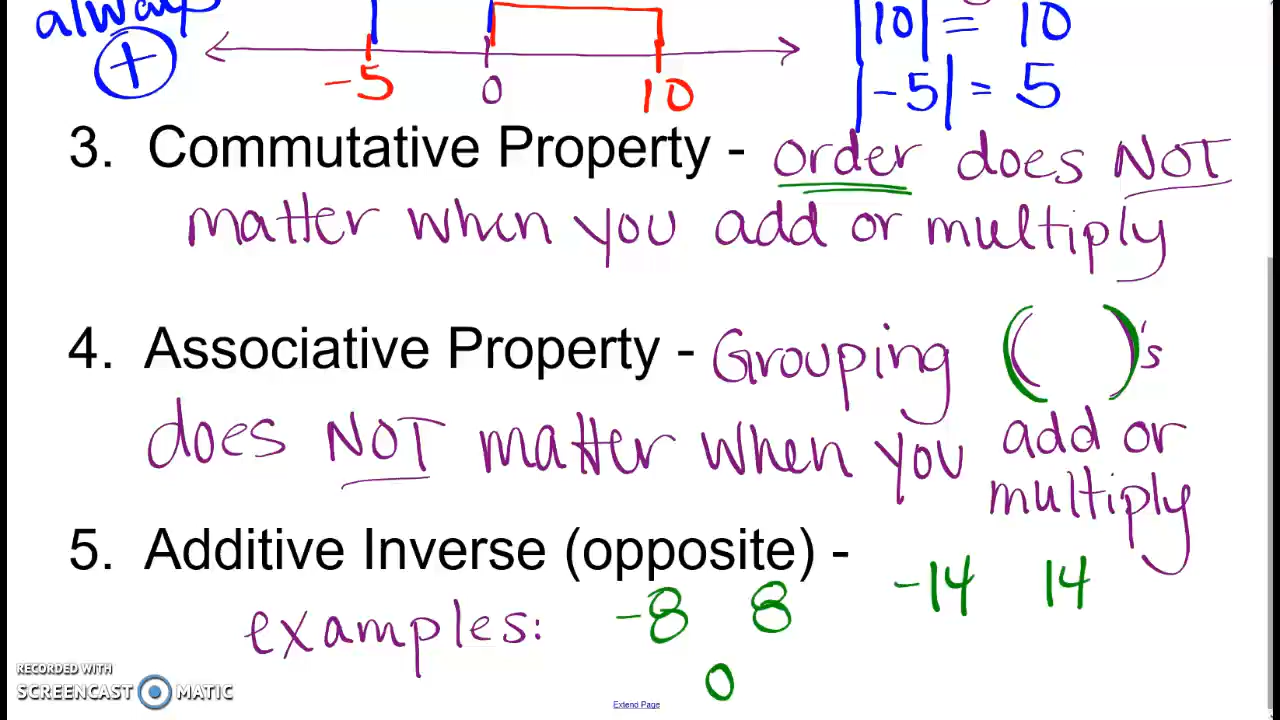 always
+
-5 0 10
|10| = 10
|-5| = 5
3. Commutative Property - order does NOT
matter when you add or multiply
4. Associative Property - Grouping ( )'s
does NOT matter when you add or
multiply
5. Additive Inverse (opposite) -
-14 14
examples: -8 8
0
RECORDED WITH
SCREENCAST MATIC
Extend Page